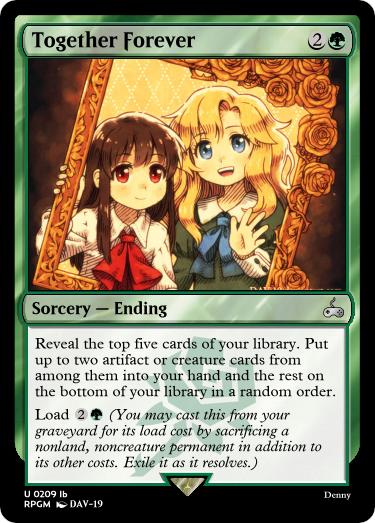 Together Forever 2
Sorcery — Ending
Reveal the top five cards of your library. Put
up to two artifact or creature cards from
among them into your hand and the rest on
the bottom of your library in a random order.
Load 2 (You may cast this from your
graveyard for its load cost by sacrificing a
nonland, noncreature permanent in addition to
its other costs. Exile it as it resolves.)
U 0209 Ib
RPGM DAV-19
Denny